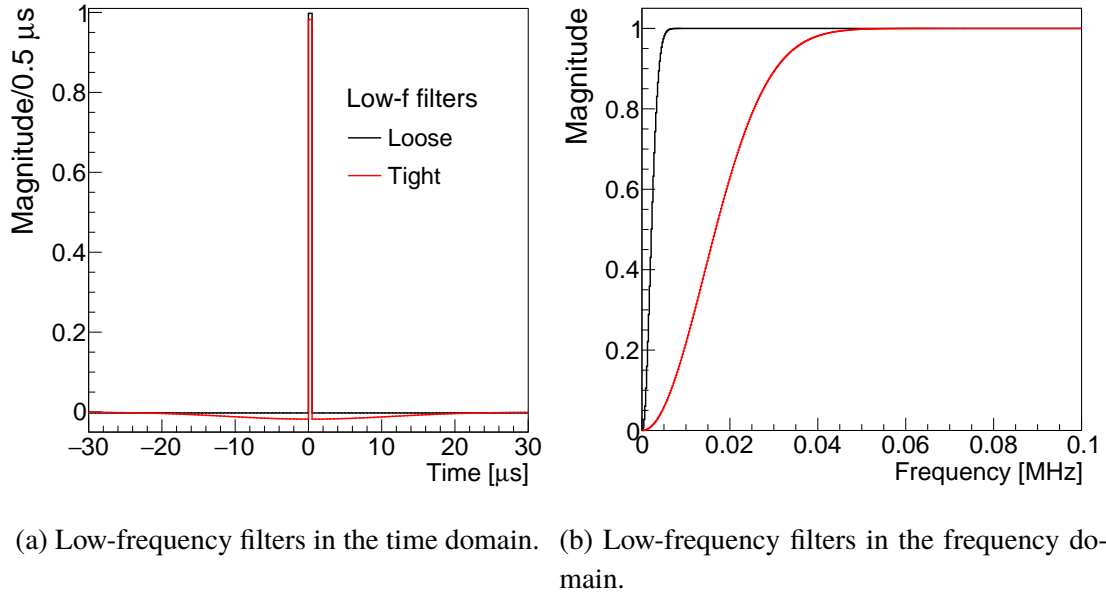 Magnitude/0.5 μs
1
0.8
0.6
0.4
0.2
0
Low-f filters
Loose
Tight
−30 −20 −10 0 10 20 30
Time [μs]
Magnitude
1
0.8
0.6
0.4
0.2
0
0 0.02 0.04 0.06 0.08 0.1
Frequency [MHz]
(a) Low-frequency filters in the time domain.
(b) Low-frequency filters in the frequency do-
main.